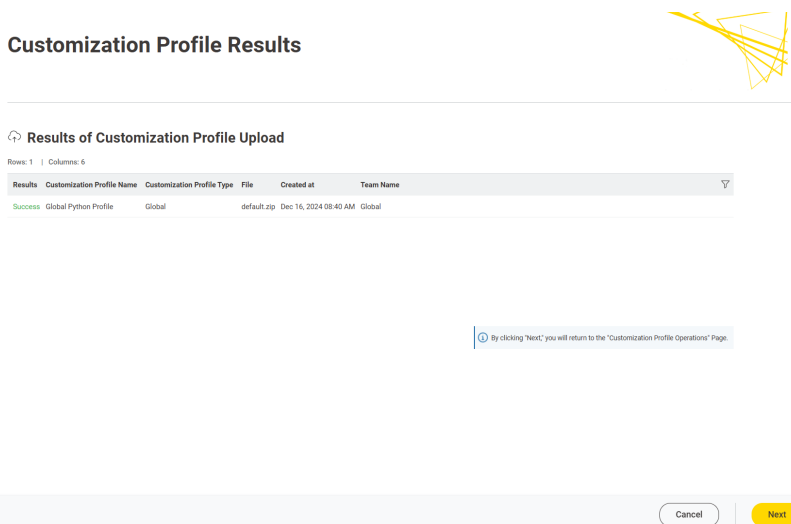 Customization Profile Results
Results of Customization Profile Upload
Rows: 1 | Columns: 6
Results Customization Profile Name Customization Profile Type File Created at Team Name
Success Global Python Profile Global default.zip Dec 16, 2024 08:40 AM Global
By clicking "Next," you will return to the "Customization Profile Operations" Page.
Cancel Next